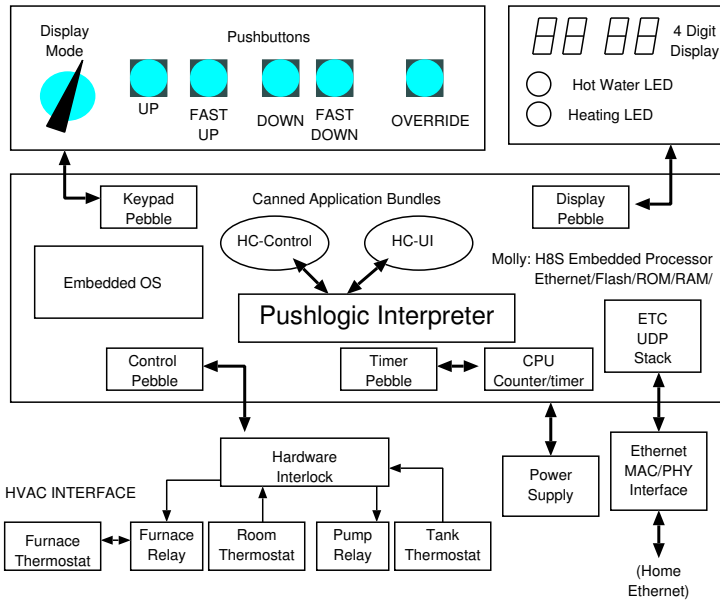 Display
Mode
Pushbuttons
UP
FAST
UP
DOWN
FAST
DOWN
OVERRIDE
4 Digit
Display
Hot Water LED
Heating LED
Keypad
Pebble
Canned Application Bundles
Display
Pebble
HC-Control
HC-UI
Embedded OS
Molly: H8S Embedded Processor
Ethernet/Flash/ROM/RAM/
Pushlogic Interpreter
ETC
UDP
Stack
Control
Pebble
Timer
Pebble
CPU
Counter/timer
Hardware
Interlock
Power
Supply
Ethernet
MAC/PHY
Interface
HVAC INTERFACE
Furnace
Thermostat
Furnace
Relay
Room
Thermostat
Pump
Relay
Tank
Thermostat
(Home
Ethernet)